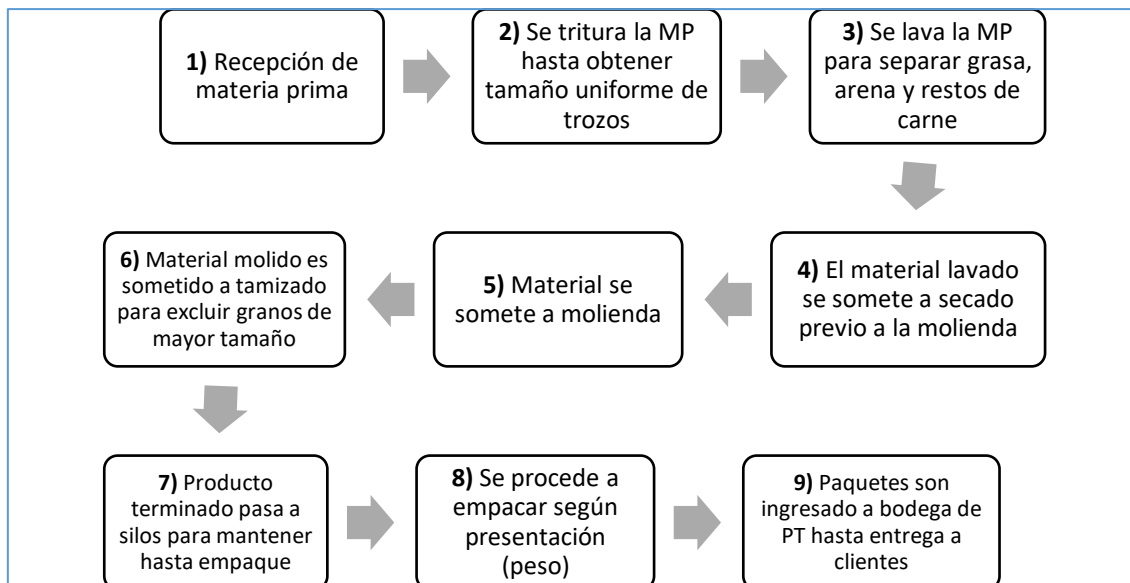 1) Recepción de
materia prima
2) Se tritura la MP
hasta obtener
tamaño uniforme de
trozos
3) Se lava la MP
para separar grasa,
arena y restos de
carne
4) El material lavado
se somete a secado
previo a la molienda
5) Material se
somete a molienda
6) Material molido es
sometido a tamizado
para excluir granos de
mayor tamaño
7) Producto
terminado pasa a
silos para mantener
hasta empaque
8) Se procede a
empacar según
presentación
(peso)
9) Paquetes son
ingresado a bodega de
PT hasta entrega a
clientes